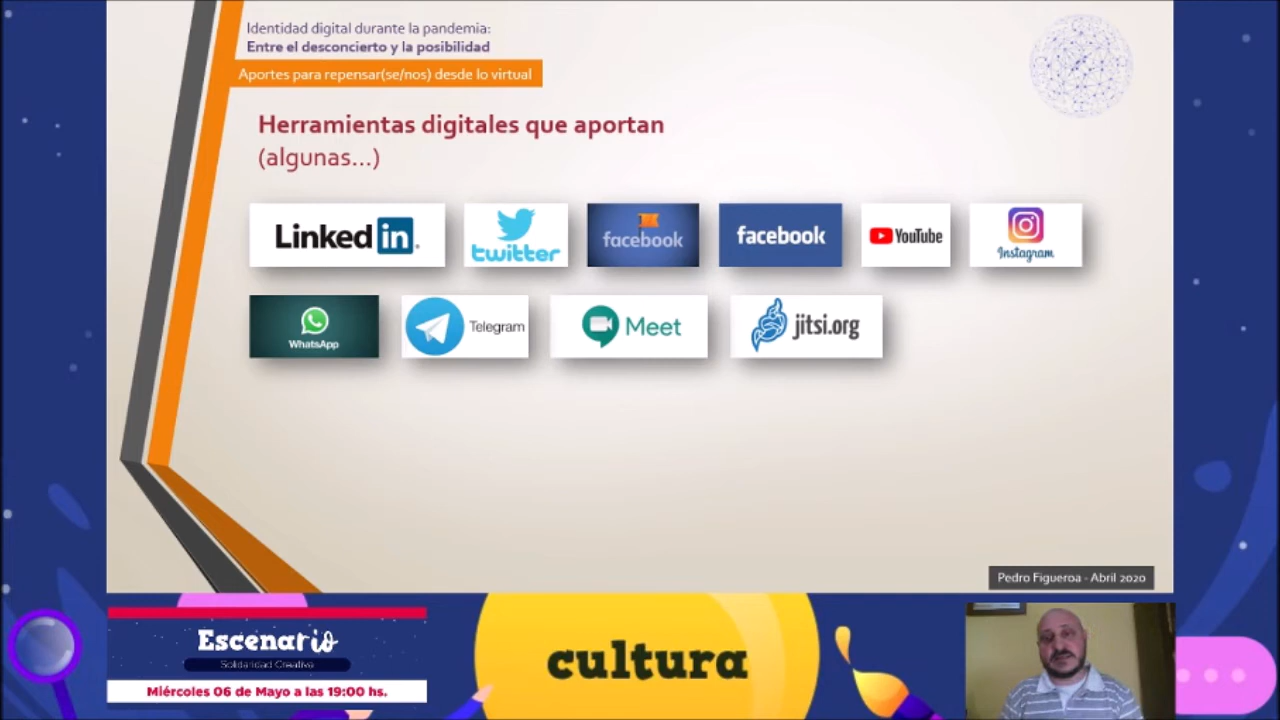 Identidad digital durante la pandemia:
Entre el desconcierto y la posibilidad
Aportes para repensar(se/nos) desde lo virtual
Herramientas digitales que aportan
(algunas...)
Linked in.
twitter
facebook
facebook
YouTube
Instagram
WhatsApp
Telegram
Meet
jitsi.org
Pedro Figueroa - Abril 2020
Escenario
Solidaridad Creativa
Miércoles 06 de Mayo a las 19:00 hs.
cultura